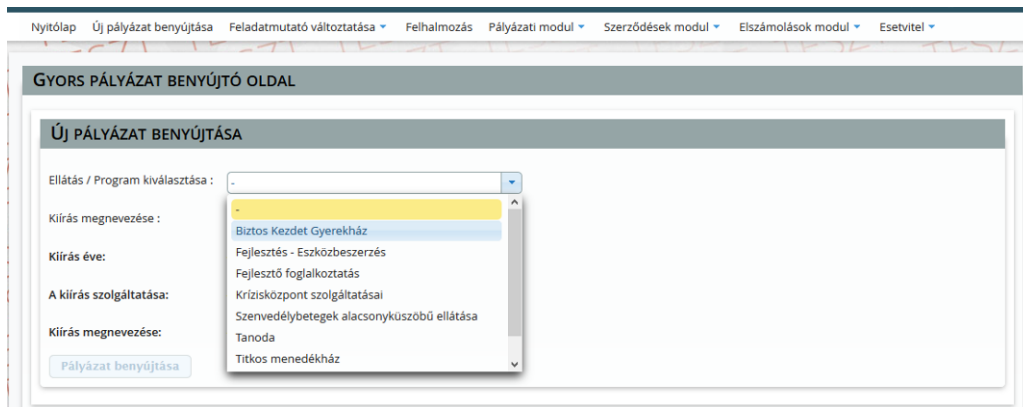 Nyitólap Új pályázat benyújtása Feladatmutató változtatása Felhalmozás Pályázati modul Szerződések modul Elszámolások modul Esetvitel
GYORS PÁLYÁZAT BENYÚJTÓ OLDAL
ÚJ PÁLYÁZAT BENYÚJTÁSA
Ellátás / Program kiválasztása : -
-
Kiírás megnevezése :
Biztos Kezdet Gyerekház
Fejlesztés - Eszközbeszerzés
Kiírás éve:
Fejlesztő foglalkoztatás
A kiírás szolgáltatása:
Krízisközpont szolgáltatásai
Szenvedélybetegek alacsonyküszöbű ellátása
Kiírás megnevezése:
Tanoda
Titkos menedékház
Pályázat benyújtása